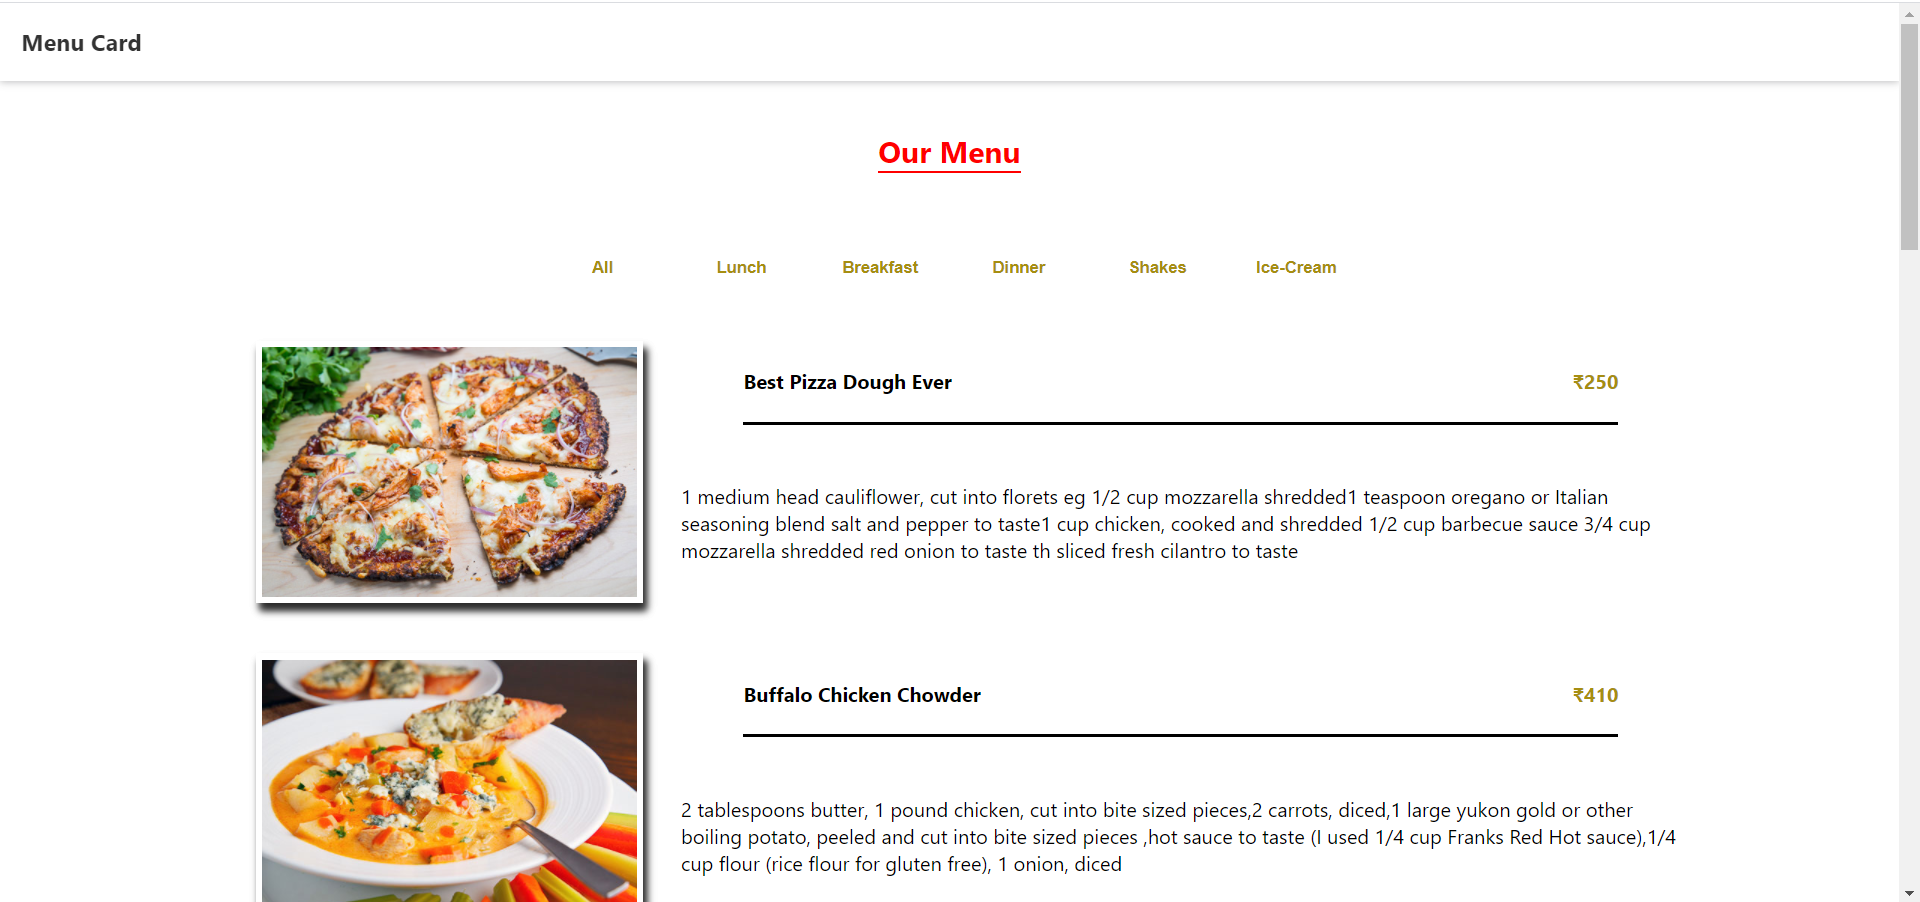 Menu Card
Our Menu
All Lunch Breakfast Dinner Shakes Ice-Cream
Best Pizza Dough Ever ₹250
1 medium head cauliflower, cut into florets eg 1/2 cup mozzarella shredded1 teaspoon oregano or Italian
seasoning blend salt and pepper to taste1 cup chicken, cooked and shredded 1/2 cup barbecue sauce 3/4 cup
mozzarella shredded red onion to taste th sliced fresh cilantro to taste
Buffalo Chicken Chowder ₹410
2 tablespoons butter, 1 pound chicken, cut into bite sized pieces,2 carrots, diced,1 large yukon gold or other
boiling potato, peeled and cut into bite sized pieces ,hot sauce to taste (I used 1/4 cup Franks Red Hot sauce),1/4
cup flour (rice flour for gluten free), 1 onion, diced